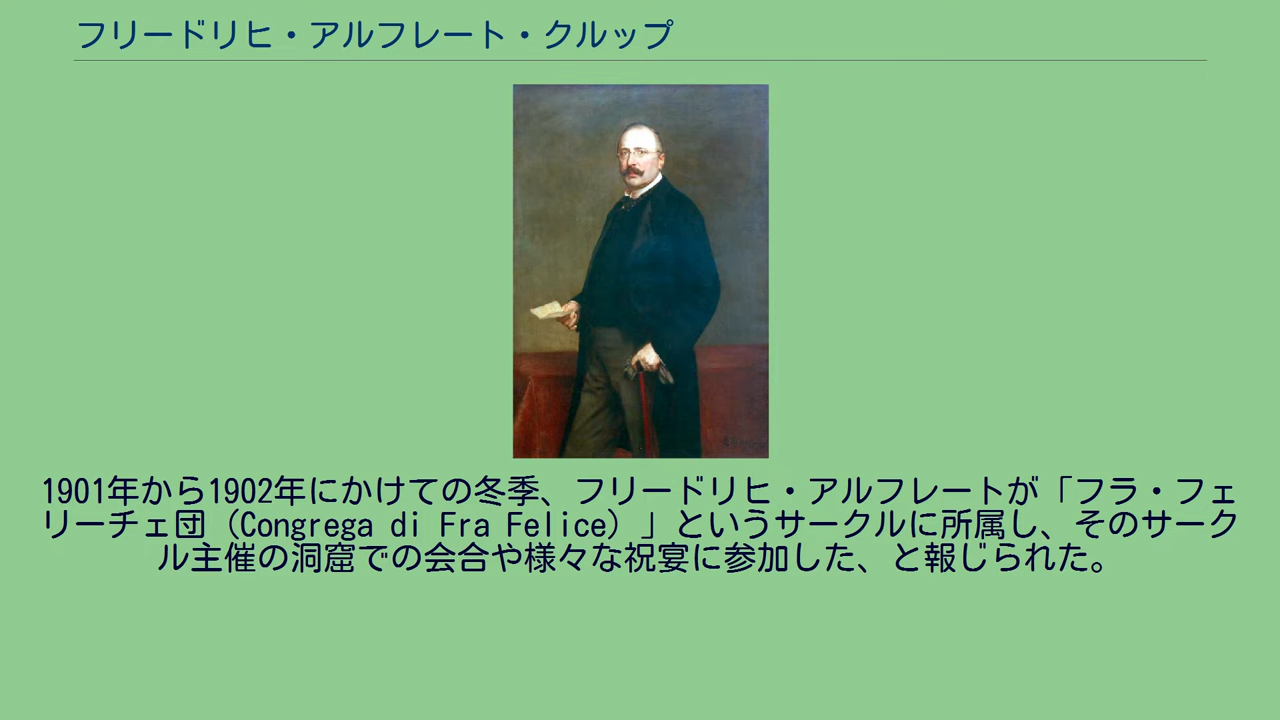 フリードリヒ・アルフレート・クルップ
1901年から1902年にかけての冬季、フリードリヒ・アルフレートが「フラ・フェ
リーチェ団（Congrega di Fra Felice）」というサークルに所属し、そのサーク
ル主催の洞窟での会合や様々な祝宴に参加した、と報じられた。